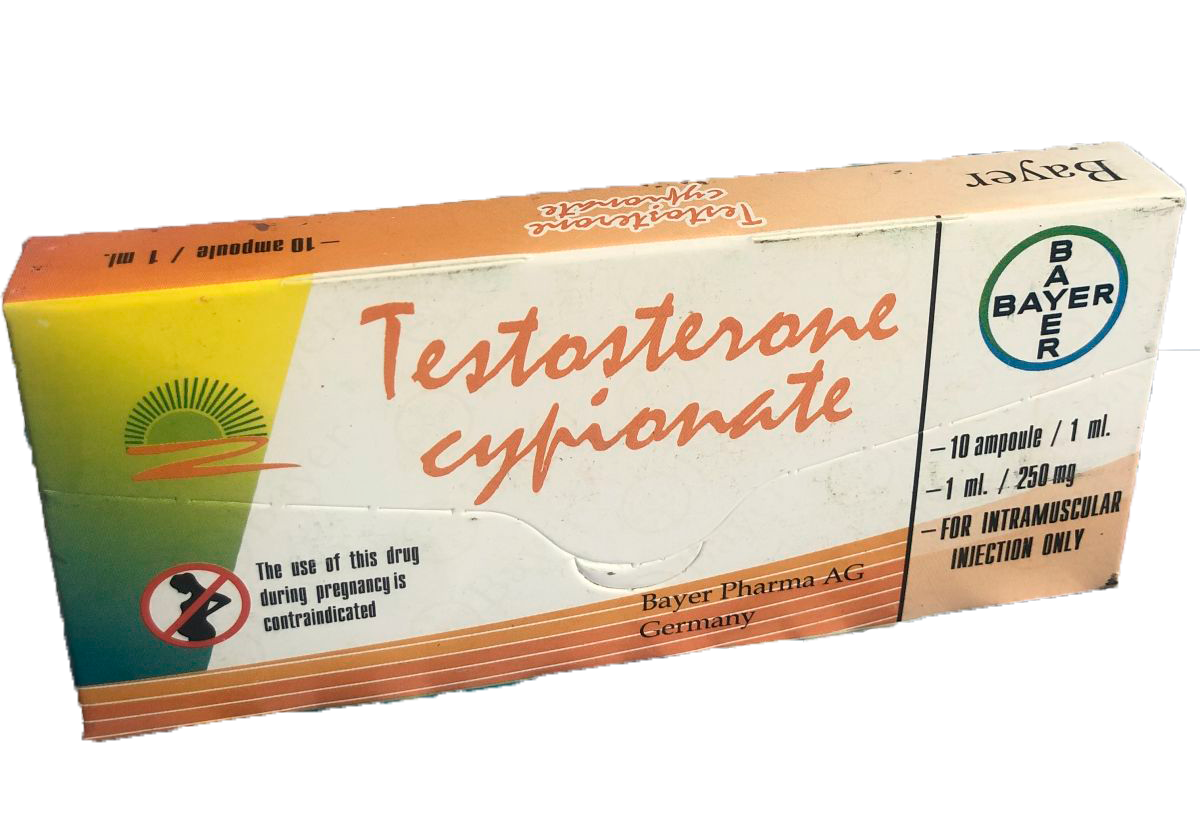 – 10 ampoule / 1 ml.
Testosterone
cypionate
Bayer
Testosterone
cypionate
The use of this drug
during pregnancy is
contraindicated
Bayer Pharma AG
Germany
BAYER
BAYER
– 10 ampoule / 1 ml.
– 1 ml. / 250 mg
– FOR INTRAMUSCULAR
INJECTION ONLY